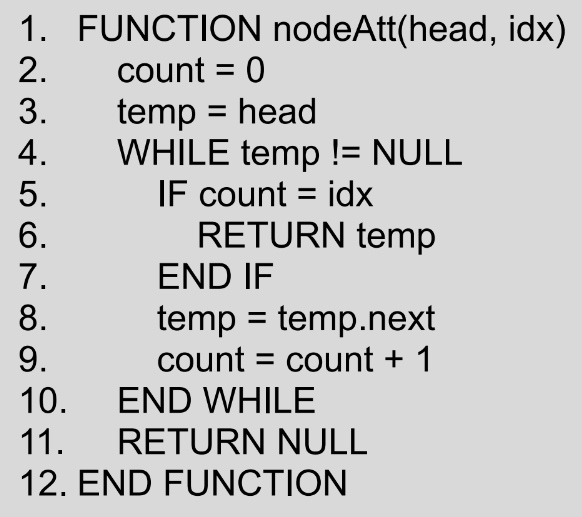 1. FUNCTION nodeAtt(head, idx)
2. count = 0
3. temp = head
4. WHILE temp != NULL
5. IF count = idx
6. RETURN temp
7. END IF
8. temp = temp.next
9. count = count + 1
10. END WHILE
11. RETURN NULL
12. END FUNCTION